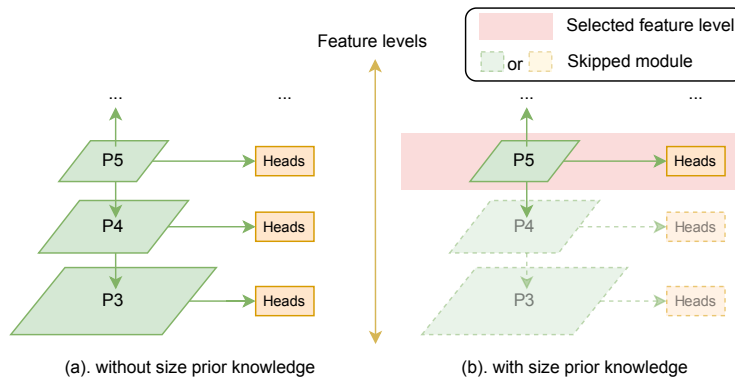 Feature levels
Selected feature level
or
Skipped module
...
...
P5
Heads
P4
Heads
P3
Heads
(a). without size prior knowledge
...
...
P5
Heads
P4
Heads
P3
Heads
(b). with size prior knowledge